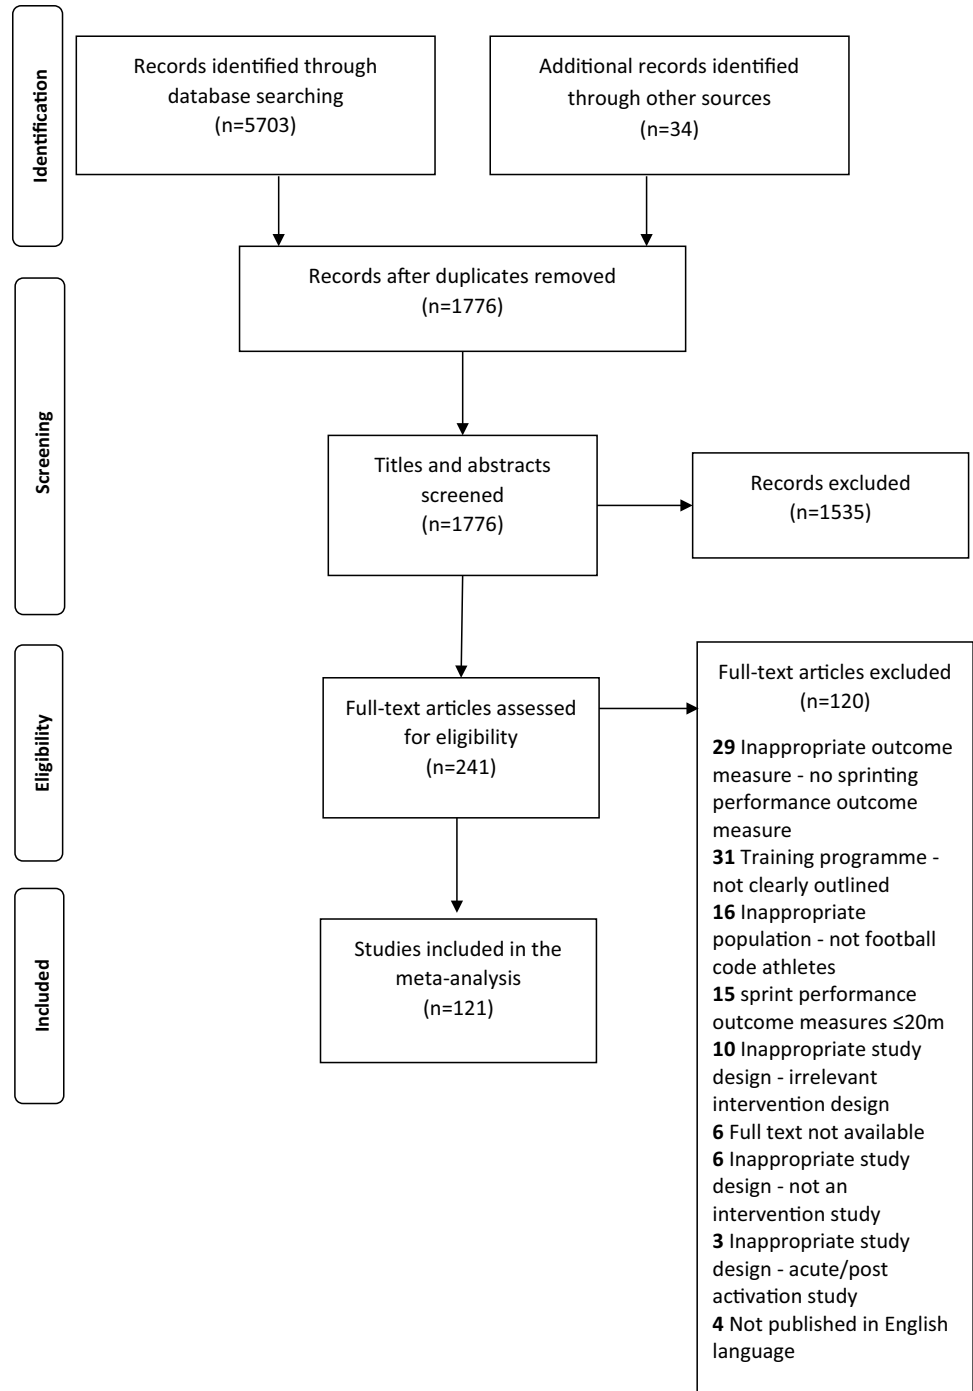 Identification
Records identified through
database searching
(n=5703)
Additional records identified
through other sources
(n=34)
Records after duplicates removed
(n=1776)
Screening
Titles and abstracts
screened
(n=1776)
Records excluded
(n=1535)
Eligibility
Full-text articles assessed
for eligibility
(n=241)
Full-text articles excluded
(n=120)
29 Inappropriate outcome
measure - no sprinting
performance outcome
measure
31 Training programme -
not clearly outlined
16 Inappropriate
population - not football
code athletes
15 sprint performance
outcome measures ≤20m
10 Inappropriate study
design - irrelevant
intervention design
6 Full text not available
6 Inappropriate study
design - not an
intervention study
3 Inappropriate study
design - acute/post
activation study
4 Not published in English
language
Included
Studies included in the
meta-analysis
(n=121)